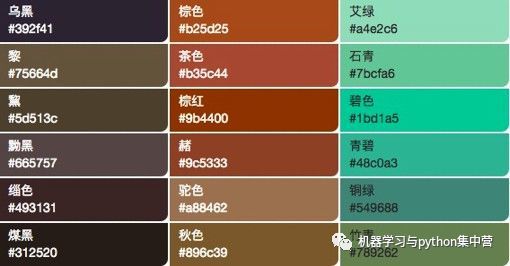 乌黑
#392f41
棕色
#b25d25
艾绿
#a4e2c6
黎
#75664d
茶色
#b35c44
石青
#7bcfa6
黧
#5d513c
棕红
#9b4400
碧色
#1bd1a5
黝黑
#665757
赭
#9c5333
青碧
#48c0a3
缁色
#493131
驼色
#a88462
铜绿
#549688
煤黑
#312520
秋色
#896c39
竹青
#789262
机器学习与python集中营